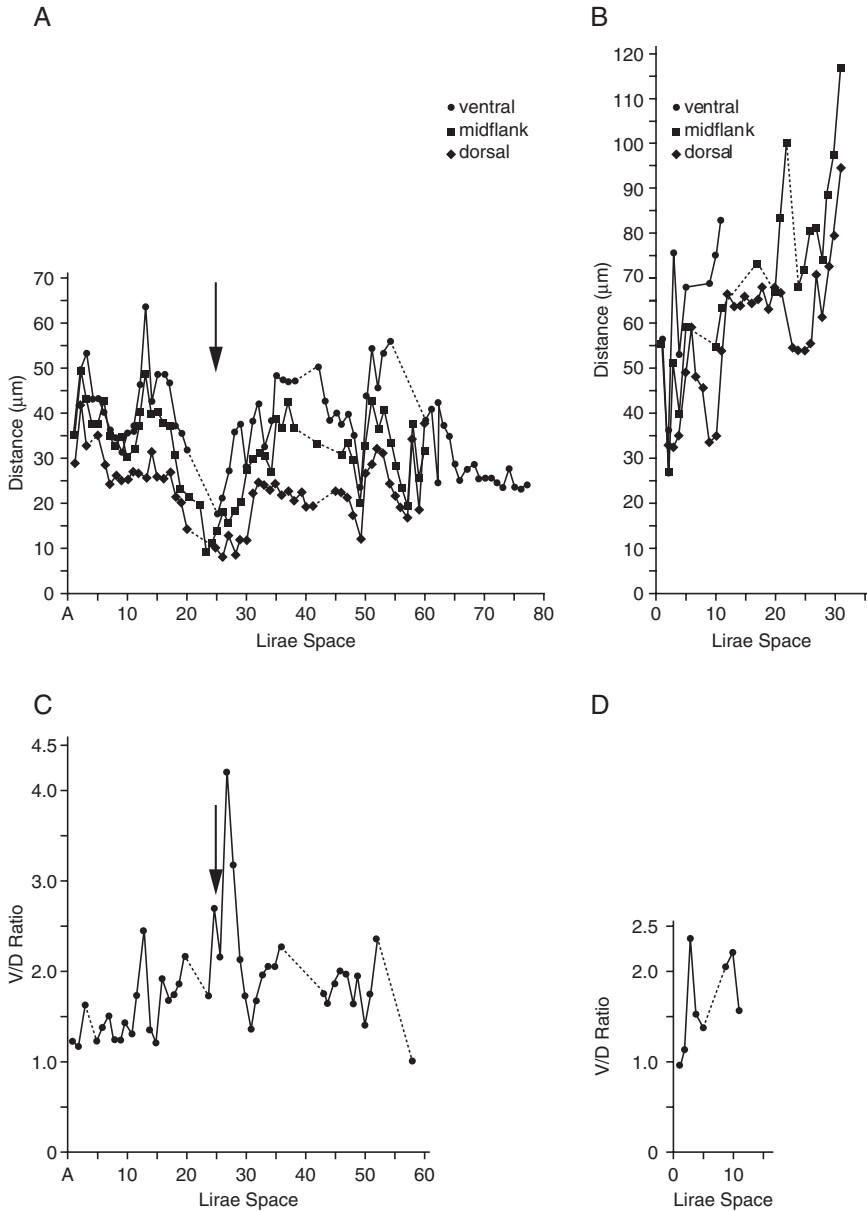 A
ventral
midflank
dorsal
70
60
50
40
30
20
10
0
Distance (µm)
A 10 20 30 40 50 60 70 80
Lirae Space
B
120
110
100
90
80
70
60
50
40
30
20
10
0
Distance (µm)
ventral
midflank
dorsal
0 10 20 30
Lirae Space
C
4.5
4.0
3.0
2.0
1.0
0
V/D Ratio
A 10 20 30 40 50 60
Lirae Space
D
2.5
2.0
1.0
0
V/D Ratio
0 10
Lirae Space